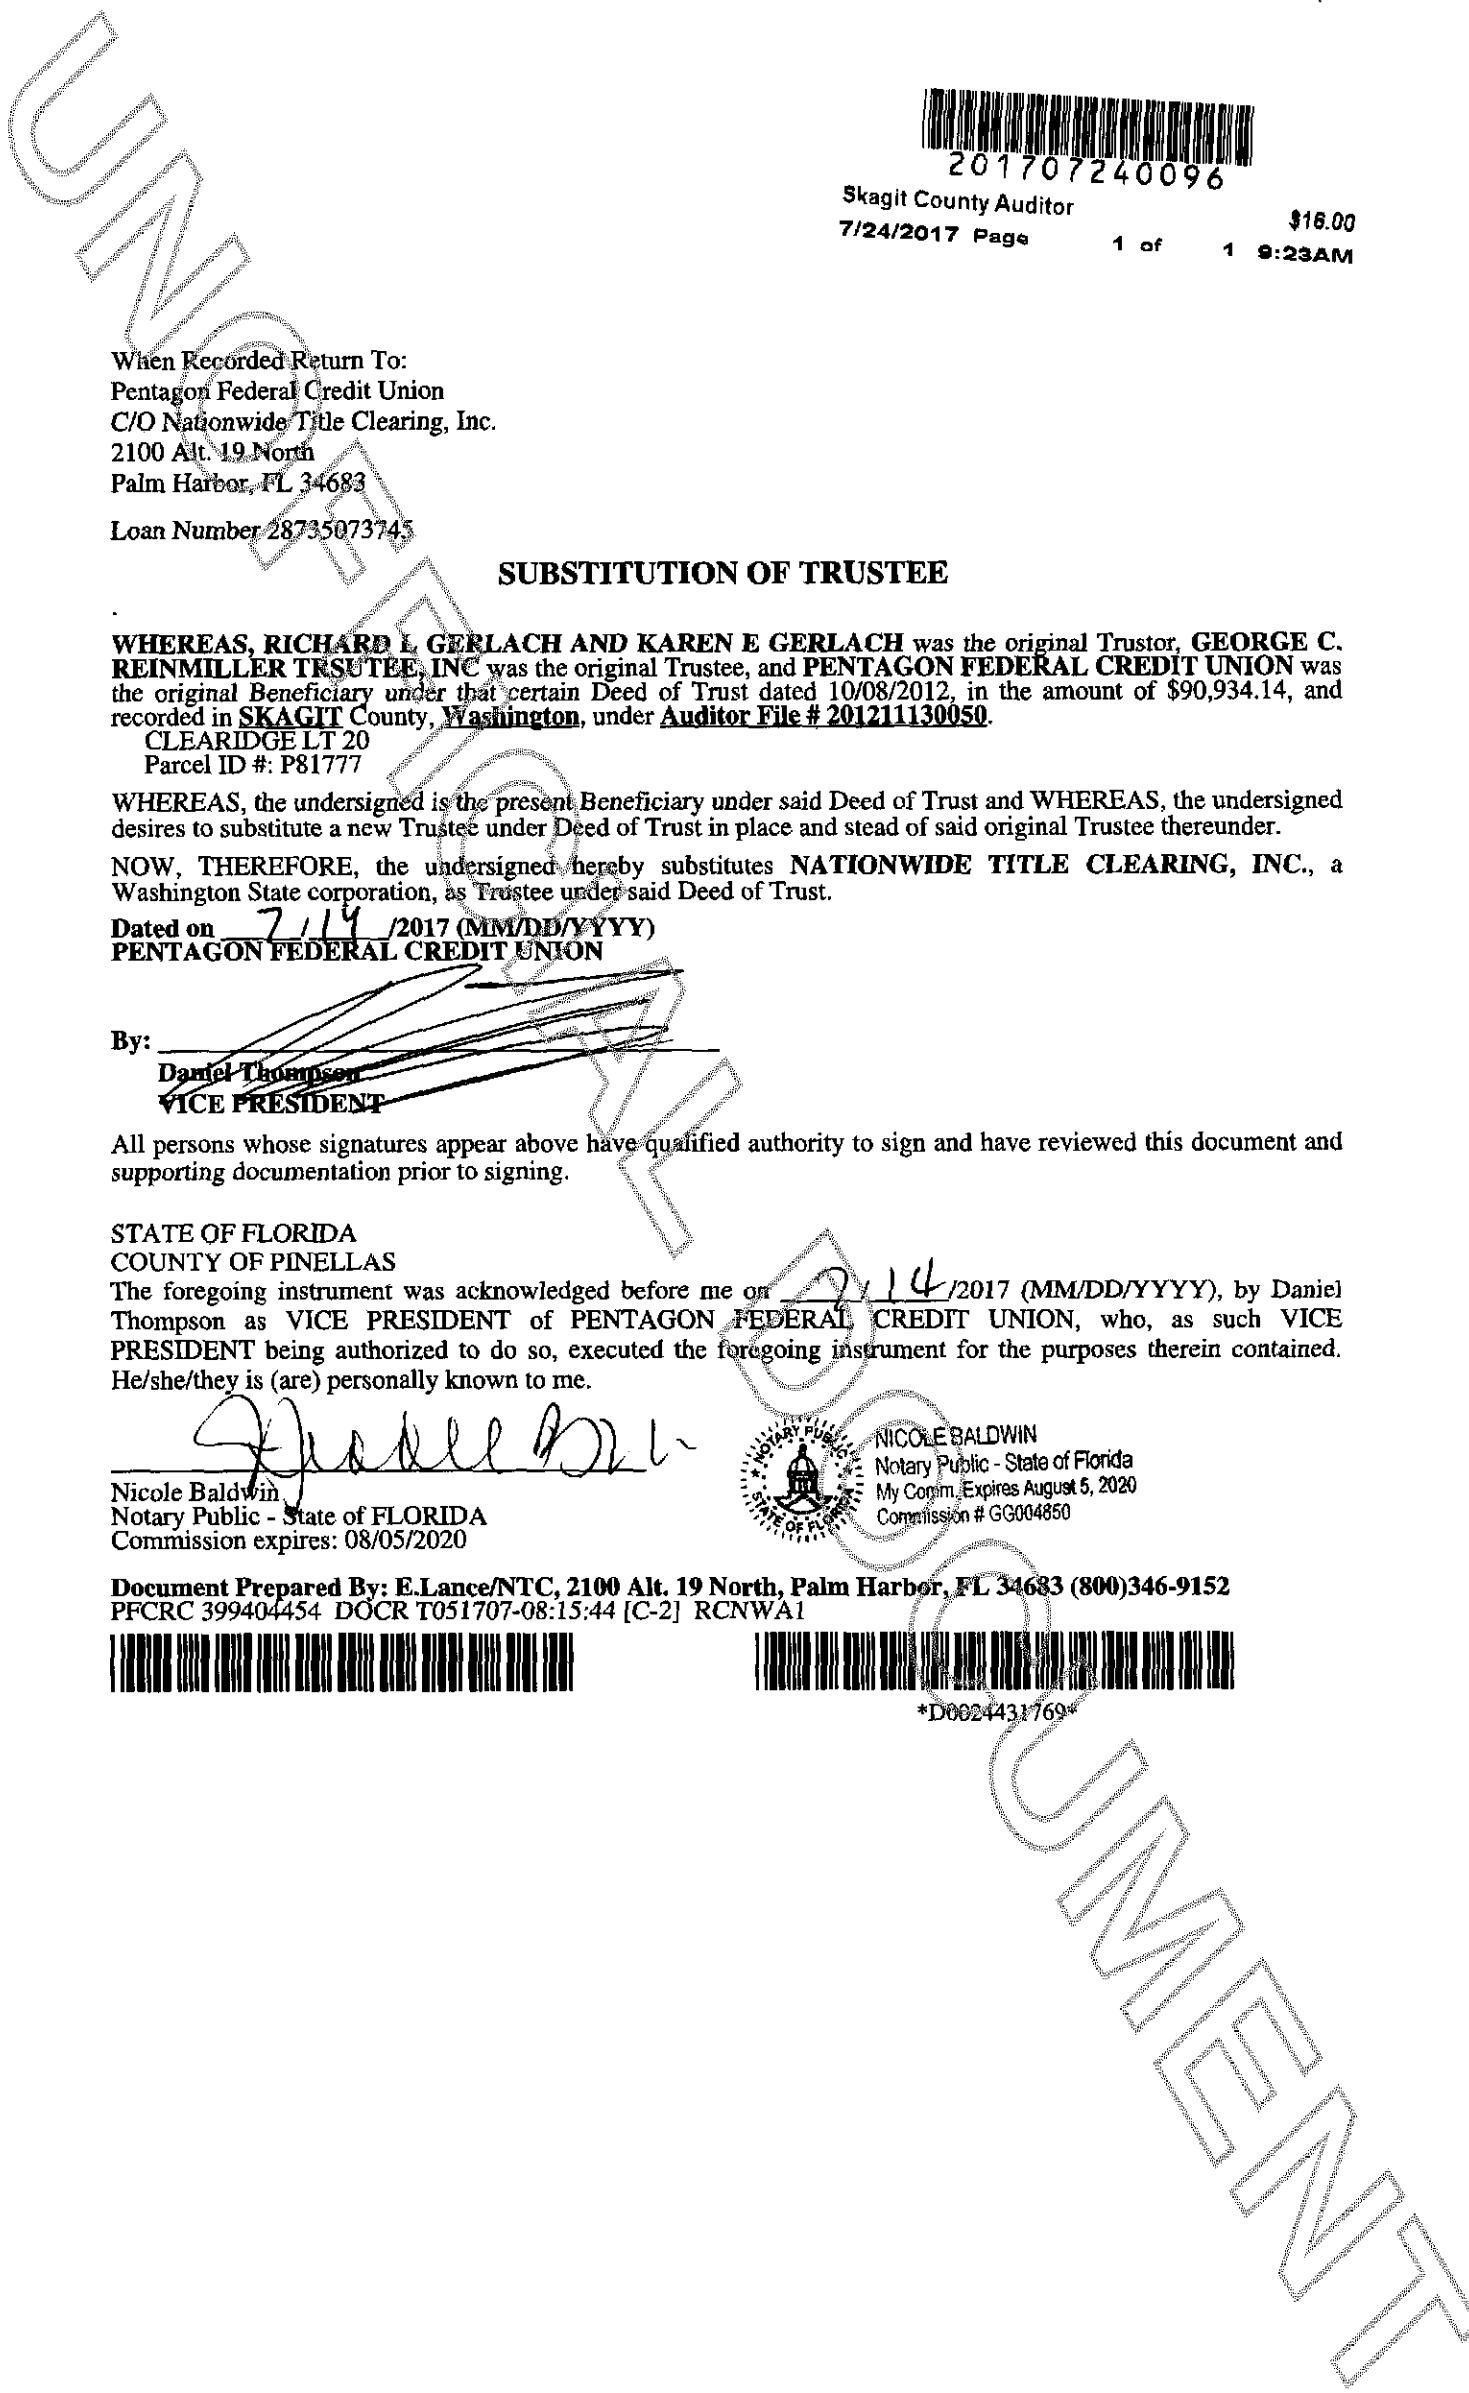 201707240096
Skagit County Auditor $16.00
7/24/2017 Page 1 of 1 9:23AM
When Recorded Return To:
Pentagon Federal Credit Union
C/O Nationwide Title Clearing, Inc.
2100 Alt. 19 North
Palm Harbor, FL 34683
Loan Number 28735073745
SUBSTITUTION OF TRUSTEE
.
WHEREAS, RICHARD L GERLACH AND KAREN E GERLACH was the original Trustor, GEORGE C.
REINMILLER TRSUTEE, INC was the original Trustee, and PENTAGON FEDERAL CREDIT UNION was
the original Beneficiary under that certain Deed of Trust dated 10/08/2012, in the amount of $90,934.14, and
recorded in SKAGIT County, Washington, under Auditor File # 201211130050.
CLEARIDGE LT 20
Parcel ID #: P81777
WHEREAS, the undersigned is the present Beneficiary under said Deed of Trust and WHEREAS, the undersigned
desires to substitute a new Trustee under Deed of Trust in place and stead of said original Trustee thereunder.
NOW, THEREFORE, the undersigned hereby substitutes NATIONWIDE TITLE CLEARING, INC., a
Washington State corporation, as Trustee under said Deed of Trust.
Dated on 7/14/2017 (MM/DD/YYYY)
PENTAGON FEDERAL CREDIT UNION
By:
Daniel Thompson
VICE PRESIDENT
All persons whose signatures appear above have qualified authority to sign and have reviewed this document and
supporting documentation prior to signing.
STATE OF FLORIDA
COUNTY OF PINELLAS
The foregoing instrument was acknowledged before me on 7/14/2017 (MM/DD/YYYY), by Daniel
Thompson as VICE PRESIDENT of PENTAGON FEDERAL CREDIT UNION, who, as such VICE
PRESIDENT being authorized to do so, executed the foregoing instrument for the purposes therein contained.
He/she/they is (are) personally known to me.
Nicole Baldwin
Notary Public - State of FLORIDA
Commission expires: 08/05/2020
NOTARY PUBLIC
STATE OF FLORIDA
NICOLE BALDWIN
Notary Public - State of Florida
My Comm. Expires August 5, 2020
Commission # GG004850
Document Prepared By: E.Lance/NTC, 2100 Alt. 19 North, Palm Harbor, FL 34683 (800)346-9152
PFCRC 399404454 DOCR T051707-08:15:44 [C-2] RCNWA1
*D0024431769*
UNOFFICIAL DOCUMENT